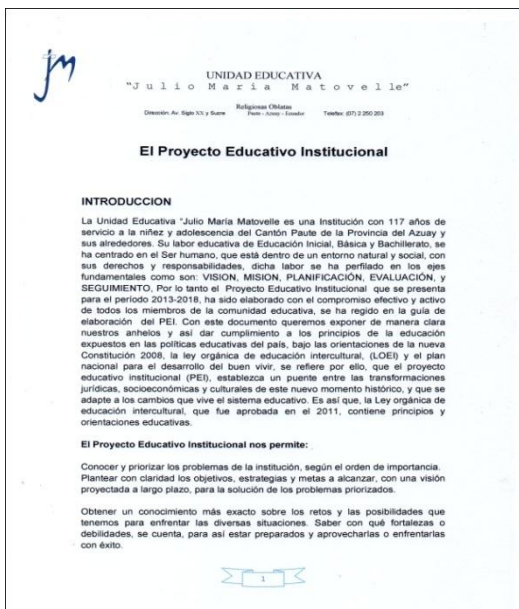 jm
UNIDAD EDUCATIVA
"Julio María Matovelle"
Religiosas Oblatas
Dirección: Av. Siglo XX y Sucre Paute - Azuay - Ecuador Telefax: (07) 2 250 203
El Proyecto Educativo Institucional
INTRODUCCION
La Unidad Educativa "Julio María Matovelle es una Institución con 117 años de
servicio a la niñez y adolescencia del Cantón Paute de la Provincia del Azuay y
sus alrededores. Su labor educativa de Educación Inicial, Básica y Bachillerato, se
ha centrado en el Ser humano, que está dentro de un entorno natural y social, con
sus derechos y responsabilidades, dicha labor se ha perfilado en los ejes
fundamentales como son: VISION, MISION, PLANIFICACIÓN, EVALUACIÓN, y
SEGUIMIENTO, Por lo tanto el Proyecto Educativo Institucional que se presenta
para el período 2013-2018, ha sido elaborado con el compromiso efectivo y activo
de todos los miembros de la comunidad educativa, se ha regido en la guía de
elaboración del PEI. Con este documento queremos exponer de manera clara
nuestros anhelos y así dar cumplimiento a los principios de la educación
expuestos en las políticas educativas del país, bajo las orientaciones de la nueva
Constitución 2008, la ley orgánica de educación intercultural, (LOEI) y el plan
nacional para el desarrollo del buen vivir, se refiere por ello, que el proyecto
educativo institucional (PEI), establezca un puente entre las transformaciones
jurídicas, socioeconómicas y culturales de este nuevo momento histórico, y que se
adapte a los cambios que vive el sistema educativo. Es así que, la Ley orgánica de
educación intercultural, que fue aprobada en el 2011, contiene principios y
orientaciones educativas.
El Proyecto Educativo Institucional nos permite:
Conocer y priorizar los problemas de la institución, según el orden de importancia.
Plantear con claridad los objetivos, estrategias y metas a alcanzar, con una visión
proyectada a largo plazo, para la solución de los problemas priorizados.
Obtener un conocimiento más exacto sobre los retos y las posibilidades que
tenemos para enfrentar las diversas situaciones. Saber con qué fortalezas o
debilidades, se cuenta, para así estar preparados y aprovecharlas o enfrentarlas
con éxito.
1